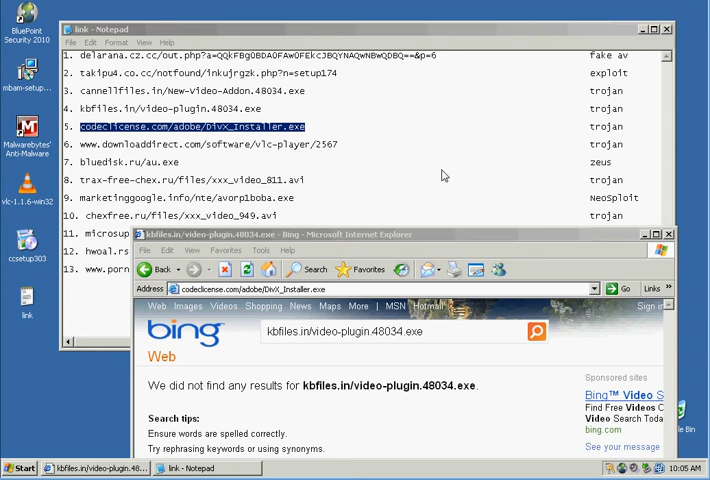 BluePoint
Security 2010
mbam-setup...
Malwarebytes'
Anti-Malware
vlc-1.1.6-win32
ccsetup303
link
link - Notepad
File Edit Format View Help
1. delarana.cz.cc/out.php?a=QQkFBg0BDA0FAw0FEkcJBQYNAQwNBwQDBQ==&p=6 fake av
2. takipu4.co.cc/notfound/inkujrgzk.php?n=setup174 exploit
3. cannellfiles.in/New-Video-Addon.48034.exe trojan
4. kbfiles.in/video-plugin.48034.exe trojan
5. codeclicense.com/adobe/DivX_Installer.exe trojan
6. www.downloaddirect.com/software/vlc-player/2567 trojan
7. bluedisk.ru/au.exe zeus
8. trax-free-chex.ru/files/xxx_video_811.avi trojan
9. marketinggoogle.info/nte/avorp1boba.exe NeoSploit
10. chexfree.ru/files/xxx_video_949.avi trojan
11. microsup
12. hwoal.rs
13. www.porn
kbfiles.in/video-plugin.48034.exe - Bing - Microsoft Internet Explorer
File Edit View Favorites Tools Help
Back Search Favorites
Address codeclicense.com/adobe/DivX_Installer.exe Go Links »
Web Images Videos Shopping News Maps More | MSN Hotmail Sign in
bing kbfiles.in/video-plugin.48034.exe
Web
We did not find any results for kbfiles.in/video-plugin.48034.exe.
Search tips:
Ensure words are spelled correctly.
Try rephrasing keywords or using synonyms.
Sponsored sites
Bing™ Video S
Find Free Videos O
Video Search Today
bing.com
See your message
le Bin
Start kbfiles.in/video-plugin.48... link - Notepad 10:05 AM